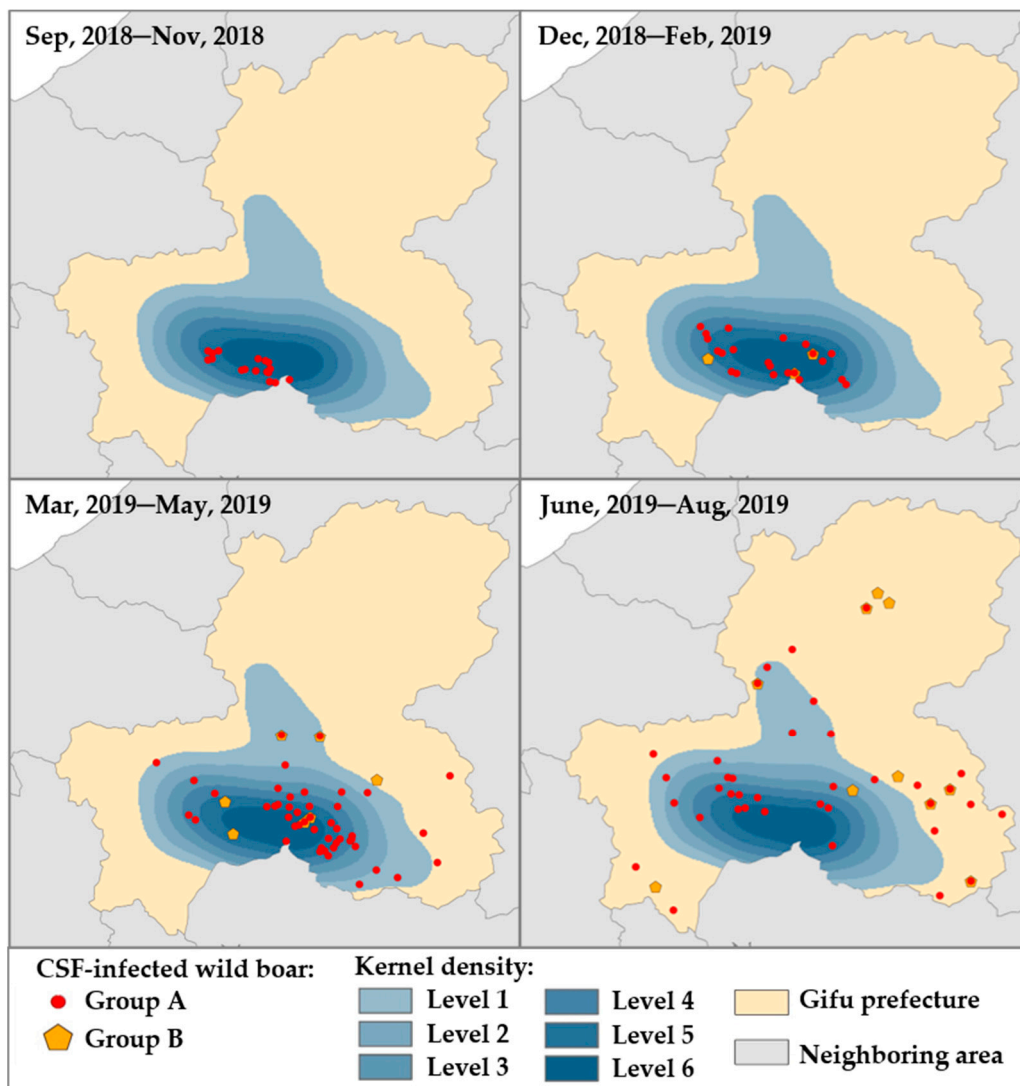 Sep, 2018—Nov, 2018
Dec, 2018—Feb, 2019
Mar, 2019—May, 2019
June, 2019—Aug, 2019
CSF-infected wild boar:
Group A
Group B
Kernel density:
Level 1
Level 2
Level 3
Level 4
Level 5
Level 6
Gifu prefecture
Neighboring area